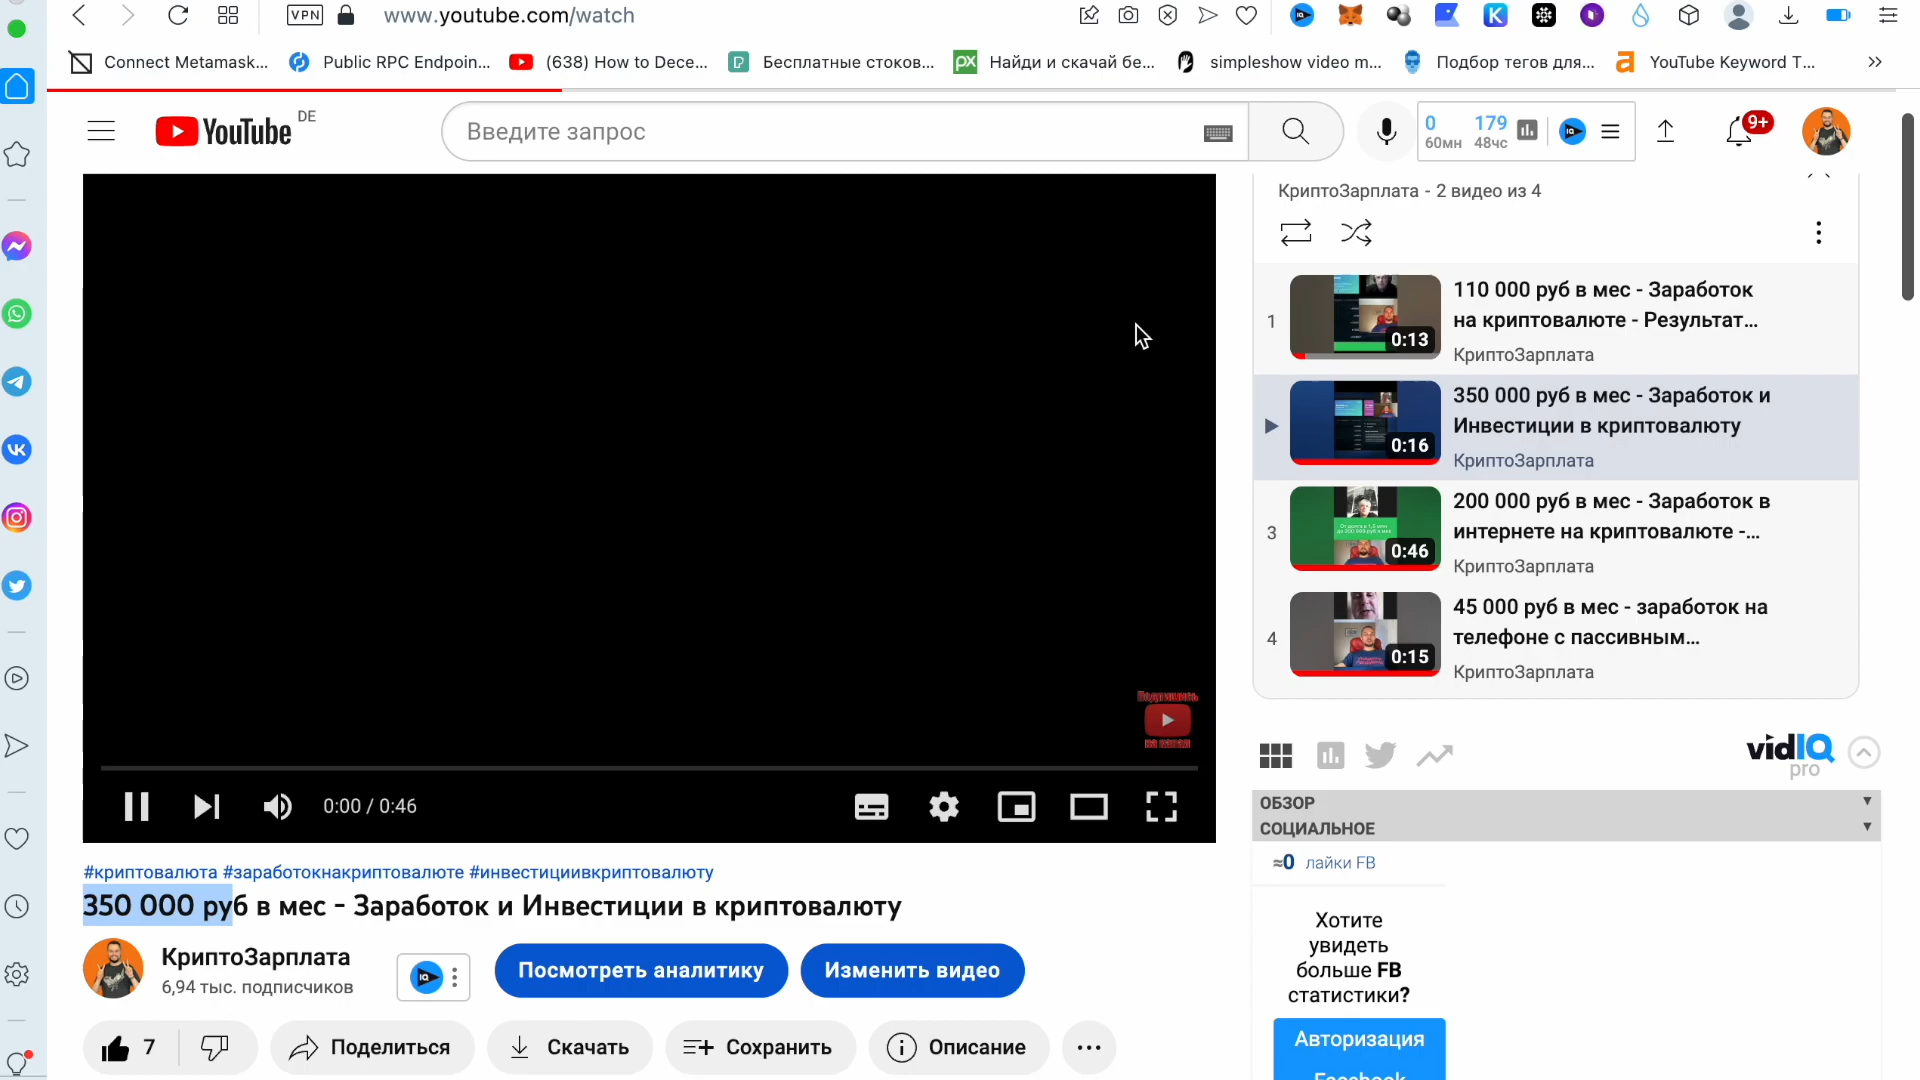 VPN
www.youtube.com/watch
Connect Metamask...
Public RPC Endpoin...
(638) How to Dece...
Бесплатные стоков...
Найди и скачай бе...
simpleshow video m...
Подбор тегов для...
YouTube Keyword T...
YouTube DE
Введите запрос
0
60мн
179
48чс
9+
КриптоЗарплата - 2 видео из 4
1
0:13
110 000 руб в мес - Заработок
на криптовалюте - Результат...
КриптоЗарплата
0:16
350 000 руб в мес - Заработок и
Инвестиции в криптовалюту
КриптоЗарплата
3
0:46
200 000 руб в мес - Заработок в
интернете на криптовалюте -...
КриптоЗарплата
4
0:15
45 000 руб в мес - заработок на
телефоне с пассивным...
КриптоЗарплата
Подпишись
на канал
0:00 / 0:46
vidIQ
pro
ОБЗОР
СОЦИАЛЬНОЕ
≈0 лайки FB
Хотите
увидеть
больше FB
статистики?
Авторизация
Facebook
#криптовалюта #заработокнакриптовалюте #инвестициивкриптовалюту
350 000 руб в мес - Заработок и Инвестиции в криптовалюту
КриптоЗарплата
6,94 тыс. подписчиков
Посмотреть аналитику
Изменить видео
7
Поделиться
Скачать
Сохранить
Описание